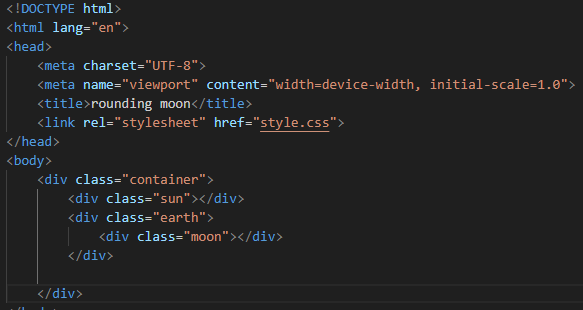 <!DOCTYPE html>
<html lang="en">
<head>
    <meta charset="UTF-8">
    <meta name="viewport" content="width=device-width, initial-scale=1.0">
    <title>rounding moon</title>
    <link rel="stylesheet" href="style.css">
</head>
<body>
    <div class="container">
        <div class="sun"></div>
        <div class="earth">
            <div class="moon"></div>
        </div>

    </div>